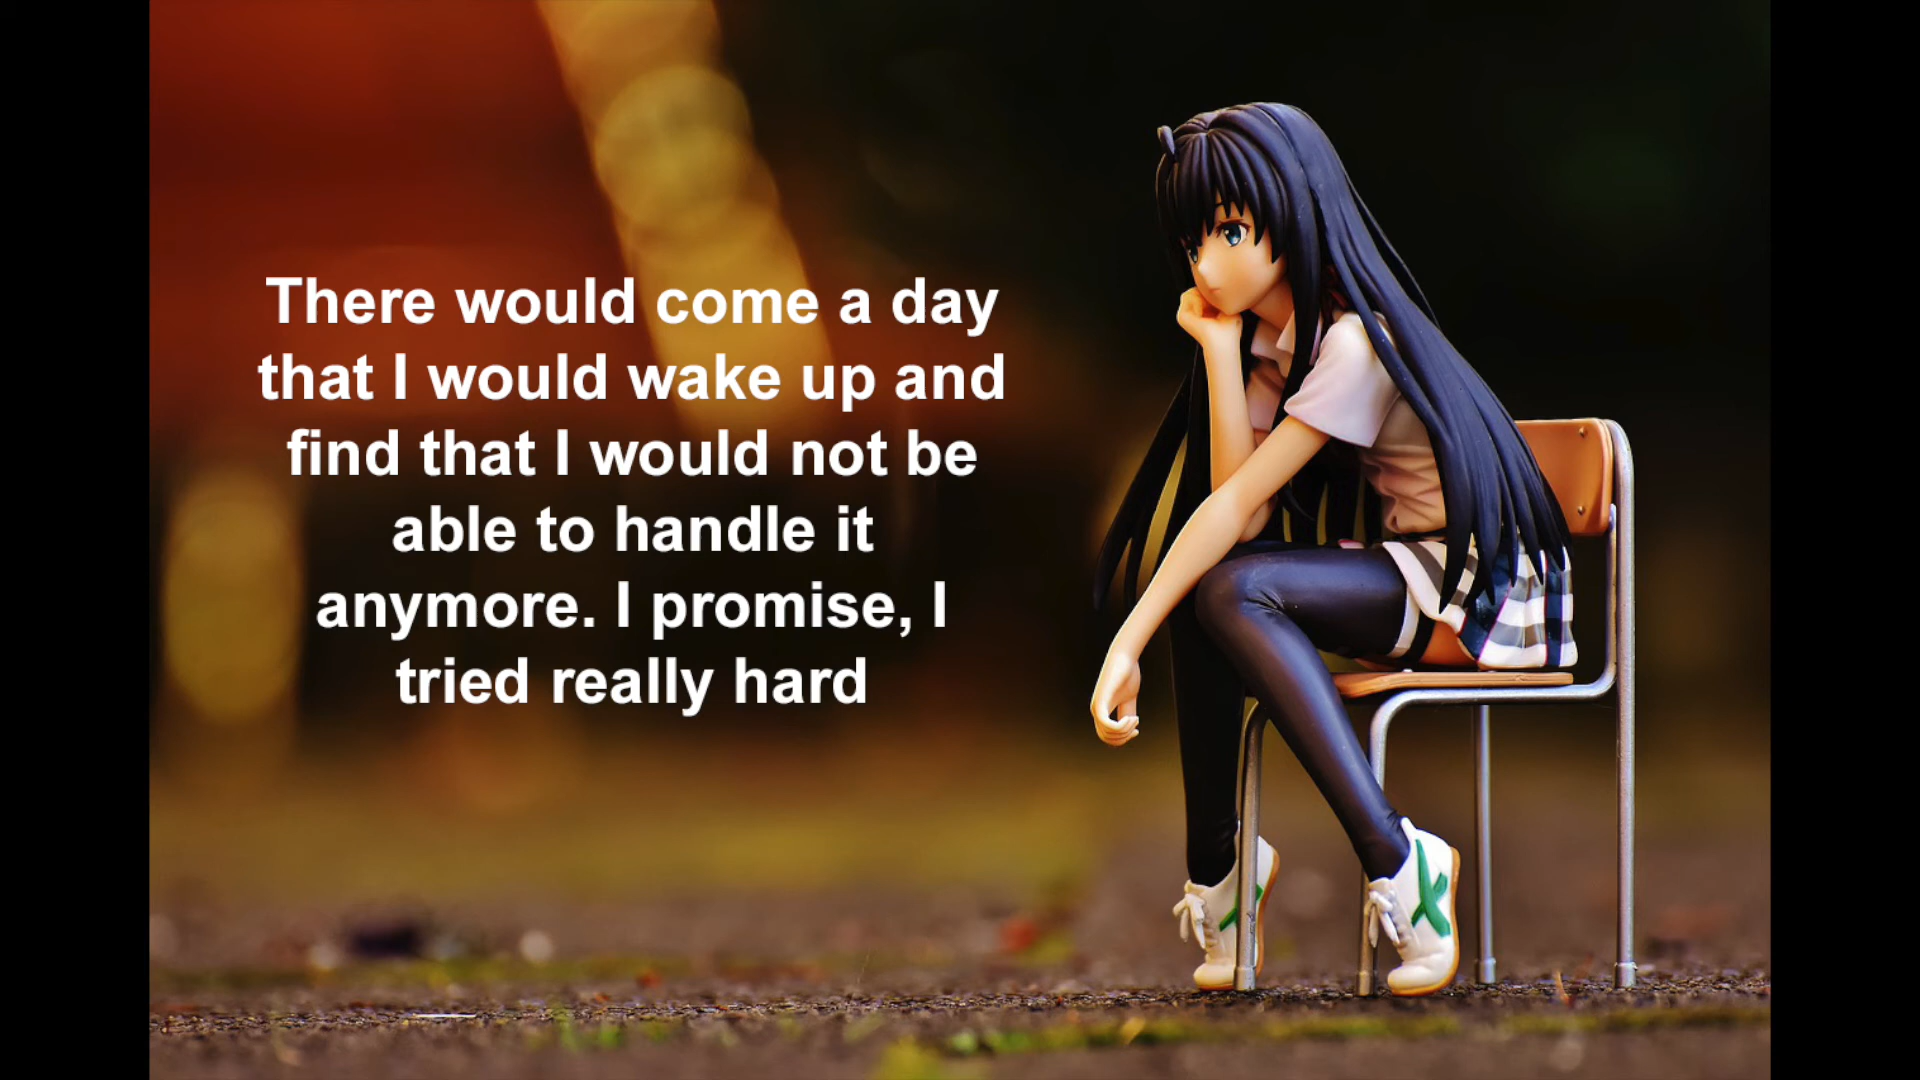 There would come a day
that I would wake up and
find that I would not be
able to handle it
anymore. I promise, I
tried really hard